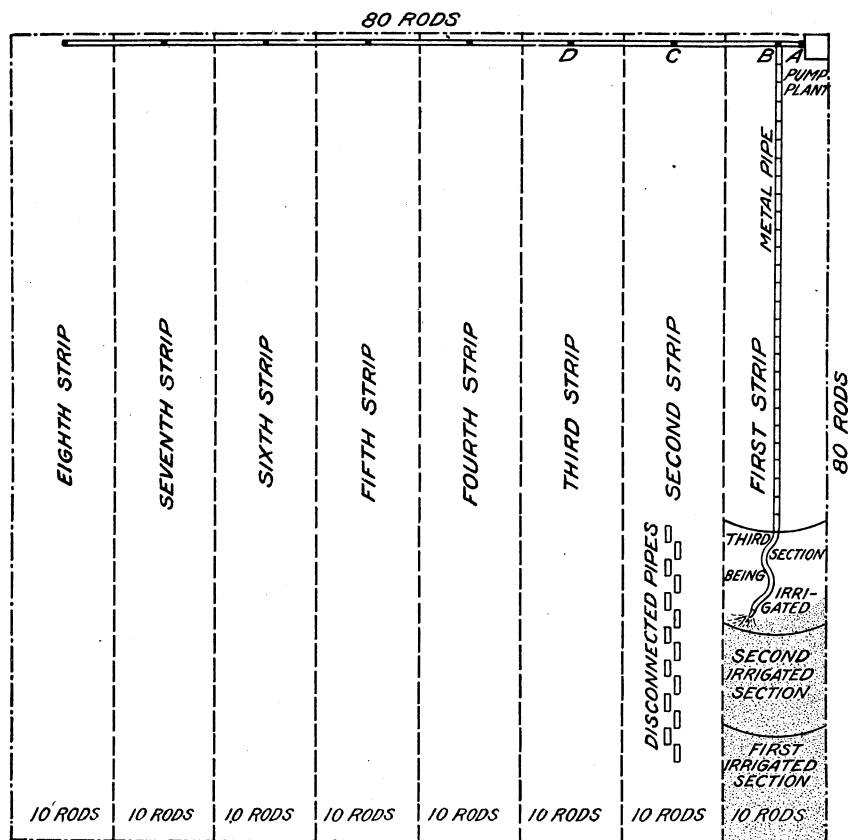 80 RODS
D
C
B
A
PUMP
PLANT
METAL PIPE
EIGHTH STRIP
SEVENTH STRIP
SIXTH STRIP
FIFTH STRIP
FOURTH STRIP
THIRD STRIP
SECOND STRIP
FIRST STRIP
80 RODS
DISCONNECTED PIPES
THIRD
SECTION
BEING
IRRI-
GATED
SECOND
IRRIGATED
SECTION
FIRST
IRRIGATED
SECTION
10 RODS
10 RODS
10 RODS
10 RODS
10 RODS
10 RODS
10 RODS
10 RODS